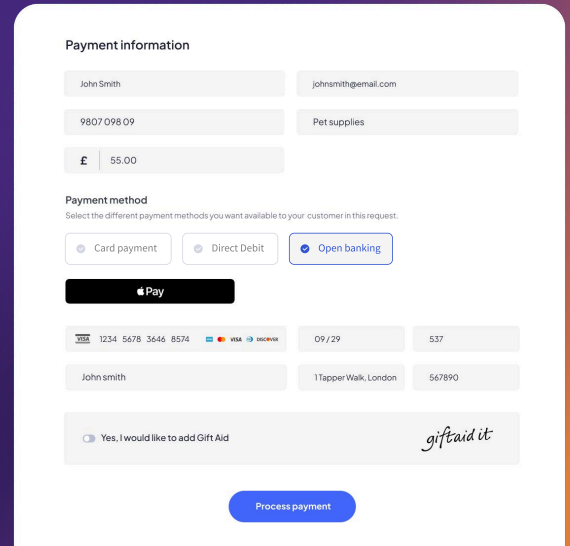 Payment information
John Smith johnsmith@email.com
9807 098 09 Pet supplies
£ 55.00
Payment method
Select the different payment methods you want available to your customer in this request.
Card payment Direct Debit Open banking
Pay
VISA 1234 5678 3646 8574 VISA DISCOVER 09 / 29 537
John smith 1 Tapper Walk, London 567890
Yes, I would like to add Gift Aid giftaid it
Process payment